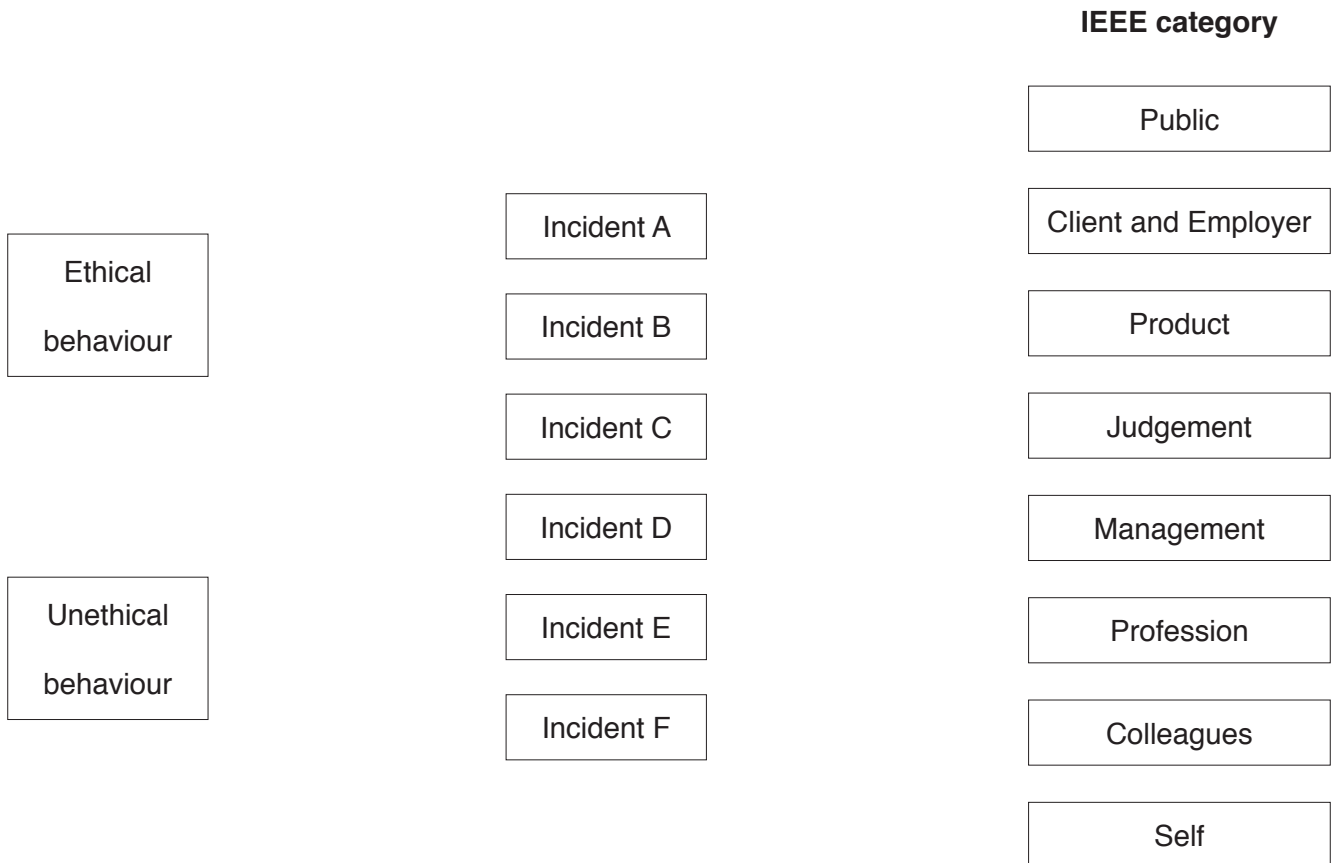 IEEE category
Ethical
behaviour
Unethical
behaviour
Incident A
Incident B
Incident C
Incident D
Incident E
Incident F
Public
Client and Employer
Product
Judgement
Management
Profession
Colleagues
Self